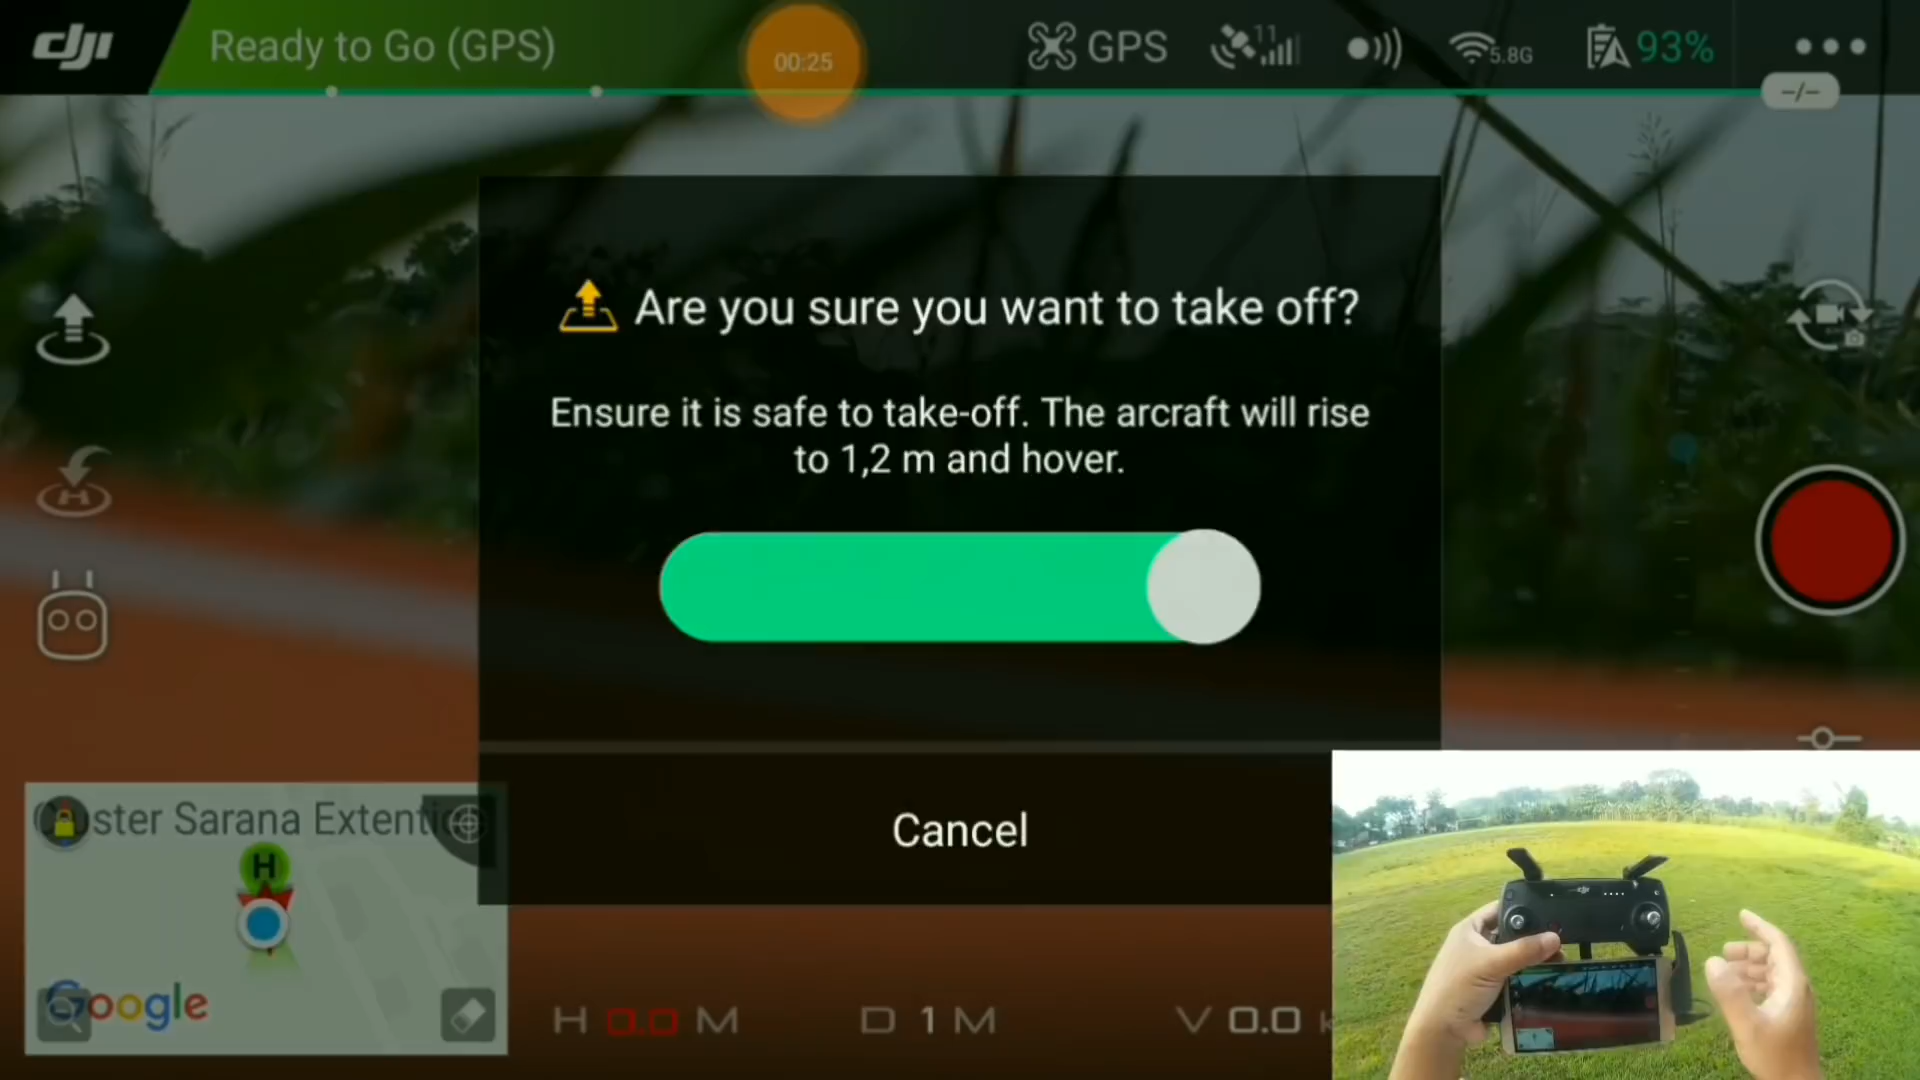 dji
Ready to Go (GPS)
00:25
GPS
11
5.8G
93%
–/–
Are you sure you want to take off?
Ensure it is safe to take-off. The arcraft will rise
to 1,2 m and hover.
Cancel
Sarana
H
Google
H 0.0 M
D 1 M
V 0.0